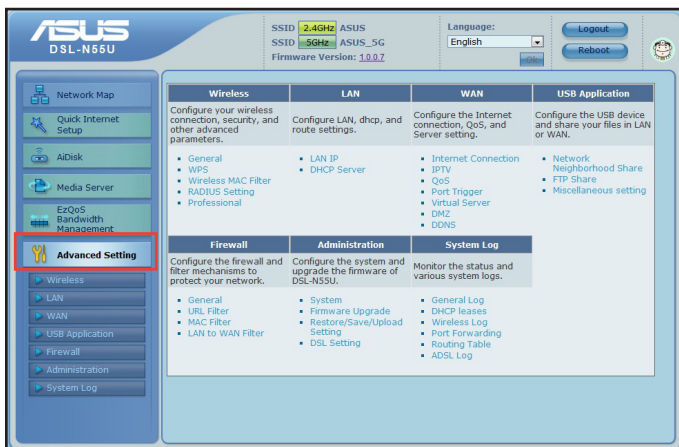 ASUS
DSL-N55U
SSID 2.4GHz ASUS
SSID 5GHz ASUS_5G
Firmware Version: 1.0.0.7
Language:
English
Ok
Logout
Reboot
Network Map
Quick Internet
Setup
AiDisk
Media Server
EzQoS
Bandwidth
Management
Advanced Setting
Wireless
LAN
WAN
USB Application
Firewall
Administration
System Log
Wireless
Configure your wireless
connection, security, and
other advanced
parameters.
General
WPS
Wireless MAC Filter
RADIUS Setting
Professional
LAN
Configure LAN, dhcp, and
route settings.
LAN IP
DHCP Server
WAN
Configure the Internet
connection, QoS, and
Server setting.
Internet Connection
IPTV
QoS
Port Trigger
Virtual Server
DMZ
DDNS
USB Application
Configure the USB device
and share your files in LAN
or WAN.
Network
Neighborhood Share
FTP Share
Miscellaneous setting
Firewall
Configure the firewall and
filter mechanisms to
protect your network.
General
URL Filter
MAC Filter
LAN to WAN Filter
Administration
Configure the system and
upgrade the firmware of
DSL-N55U.
System
Firmware Upgrade
Restore/Save/Upload
Setting
DSL Setting
System Log
Monitor the status and
various system logs.
General Log
DHCP leases
Wireless Log
Port Forwarding
Routing Table
ADSL Log